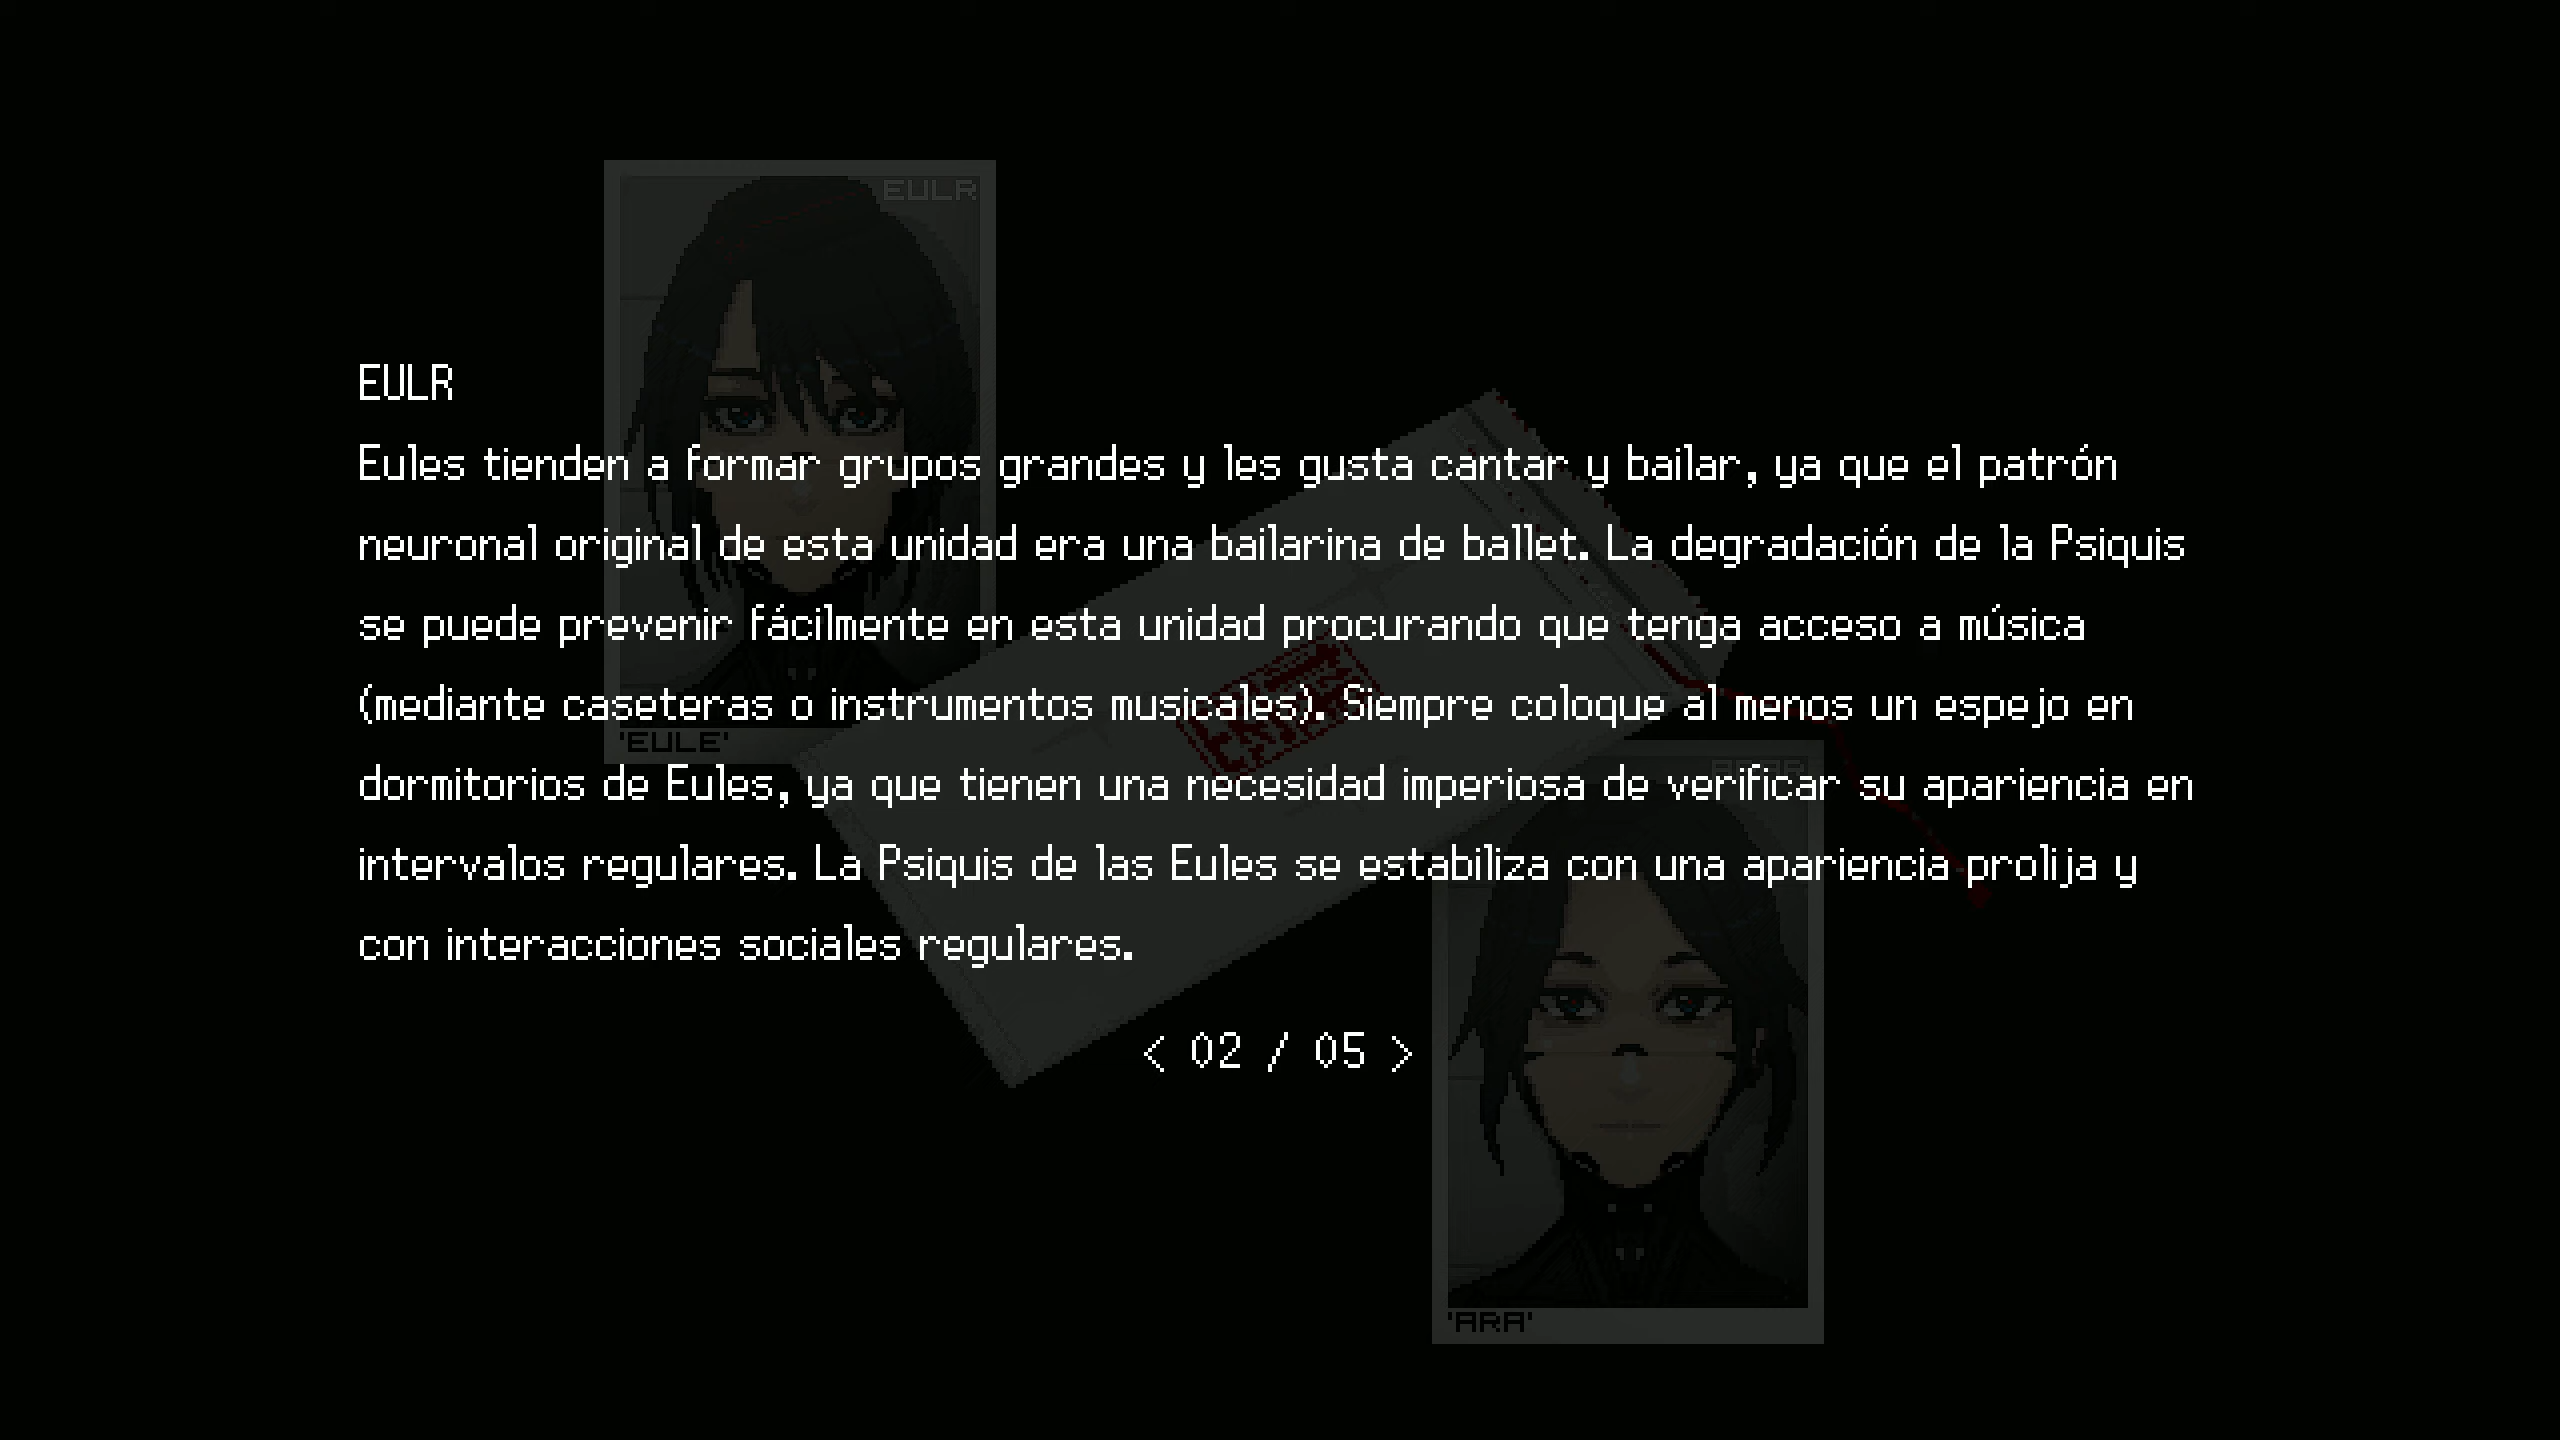 EULR
EULR
Eules tienden a formar grupos grandes y les gusta cantar y bailar, ya que el patrón
neuronal original de esta unidad era una bailarina de ballet. La degradación de la Psiquis
se puede prevenir fácilmente en esta unidad procurando que tenga acceso a música
(mediante caseteras o instrumentos musicales). Siempre coloque al menos un espejo en
'EULE'
dormitorios de Eules, ya que tienen una necesidad imperiosa de verificar su apariencia en
intervalos regulares. La Psiquis de las Eules se estabiliza con una apariencia prolija y
con interacciones sociales regulares.
< 02 / 05 >
'ARA'